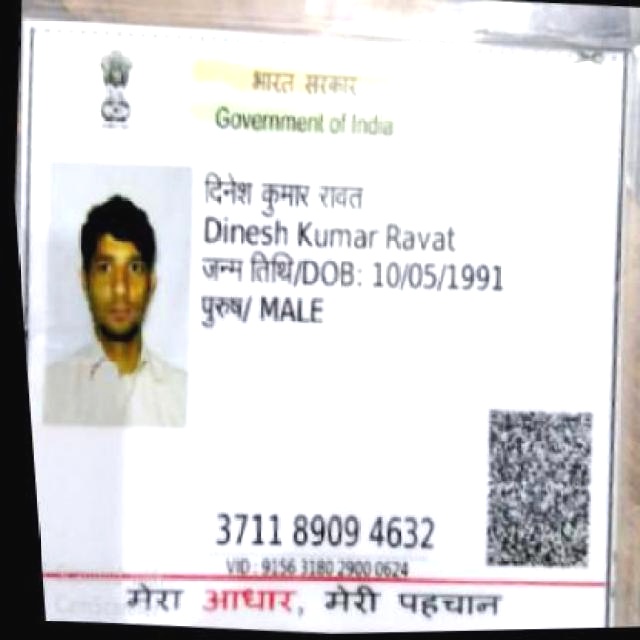 भारत सरकार
Government of India
दिनेश कुमार रावत
Dinesh Kumar Ravat
जन्म तिथि/DOB: 10/05/1991
पुरुष/ MALE
3711 8909 4632
VID : 9156 3180 2900 0624
मेरा आधार, मेरी पहचान